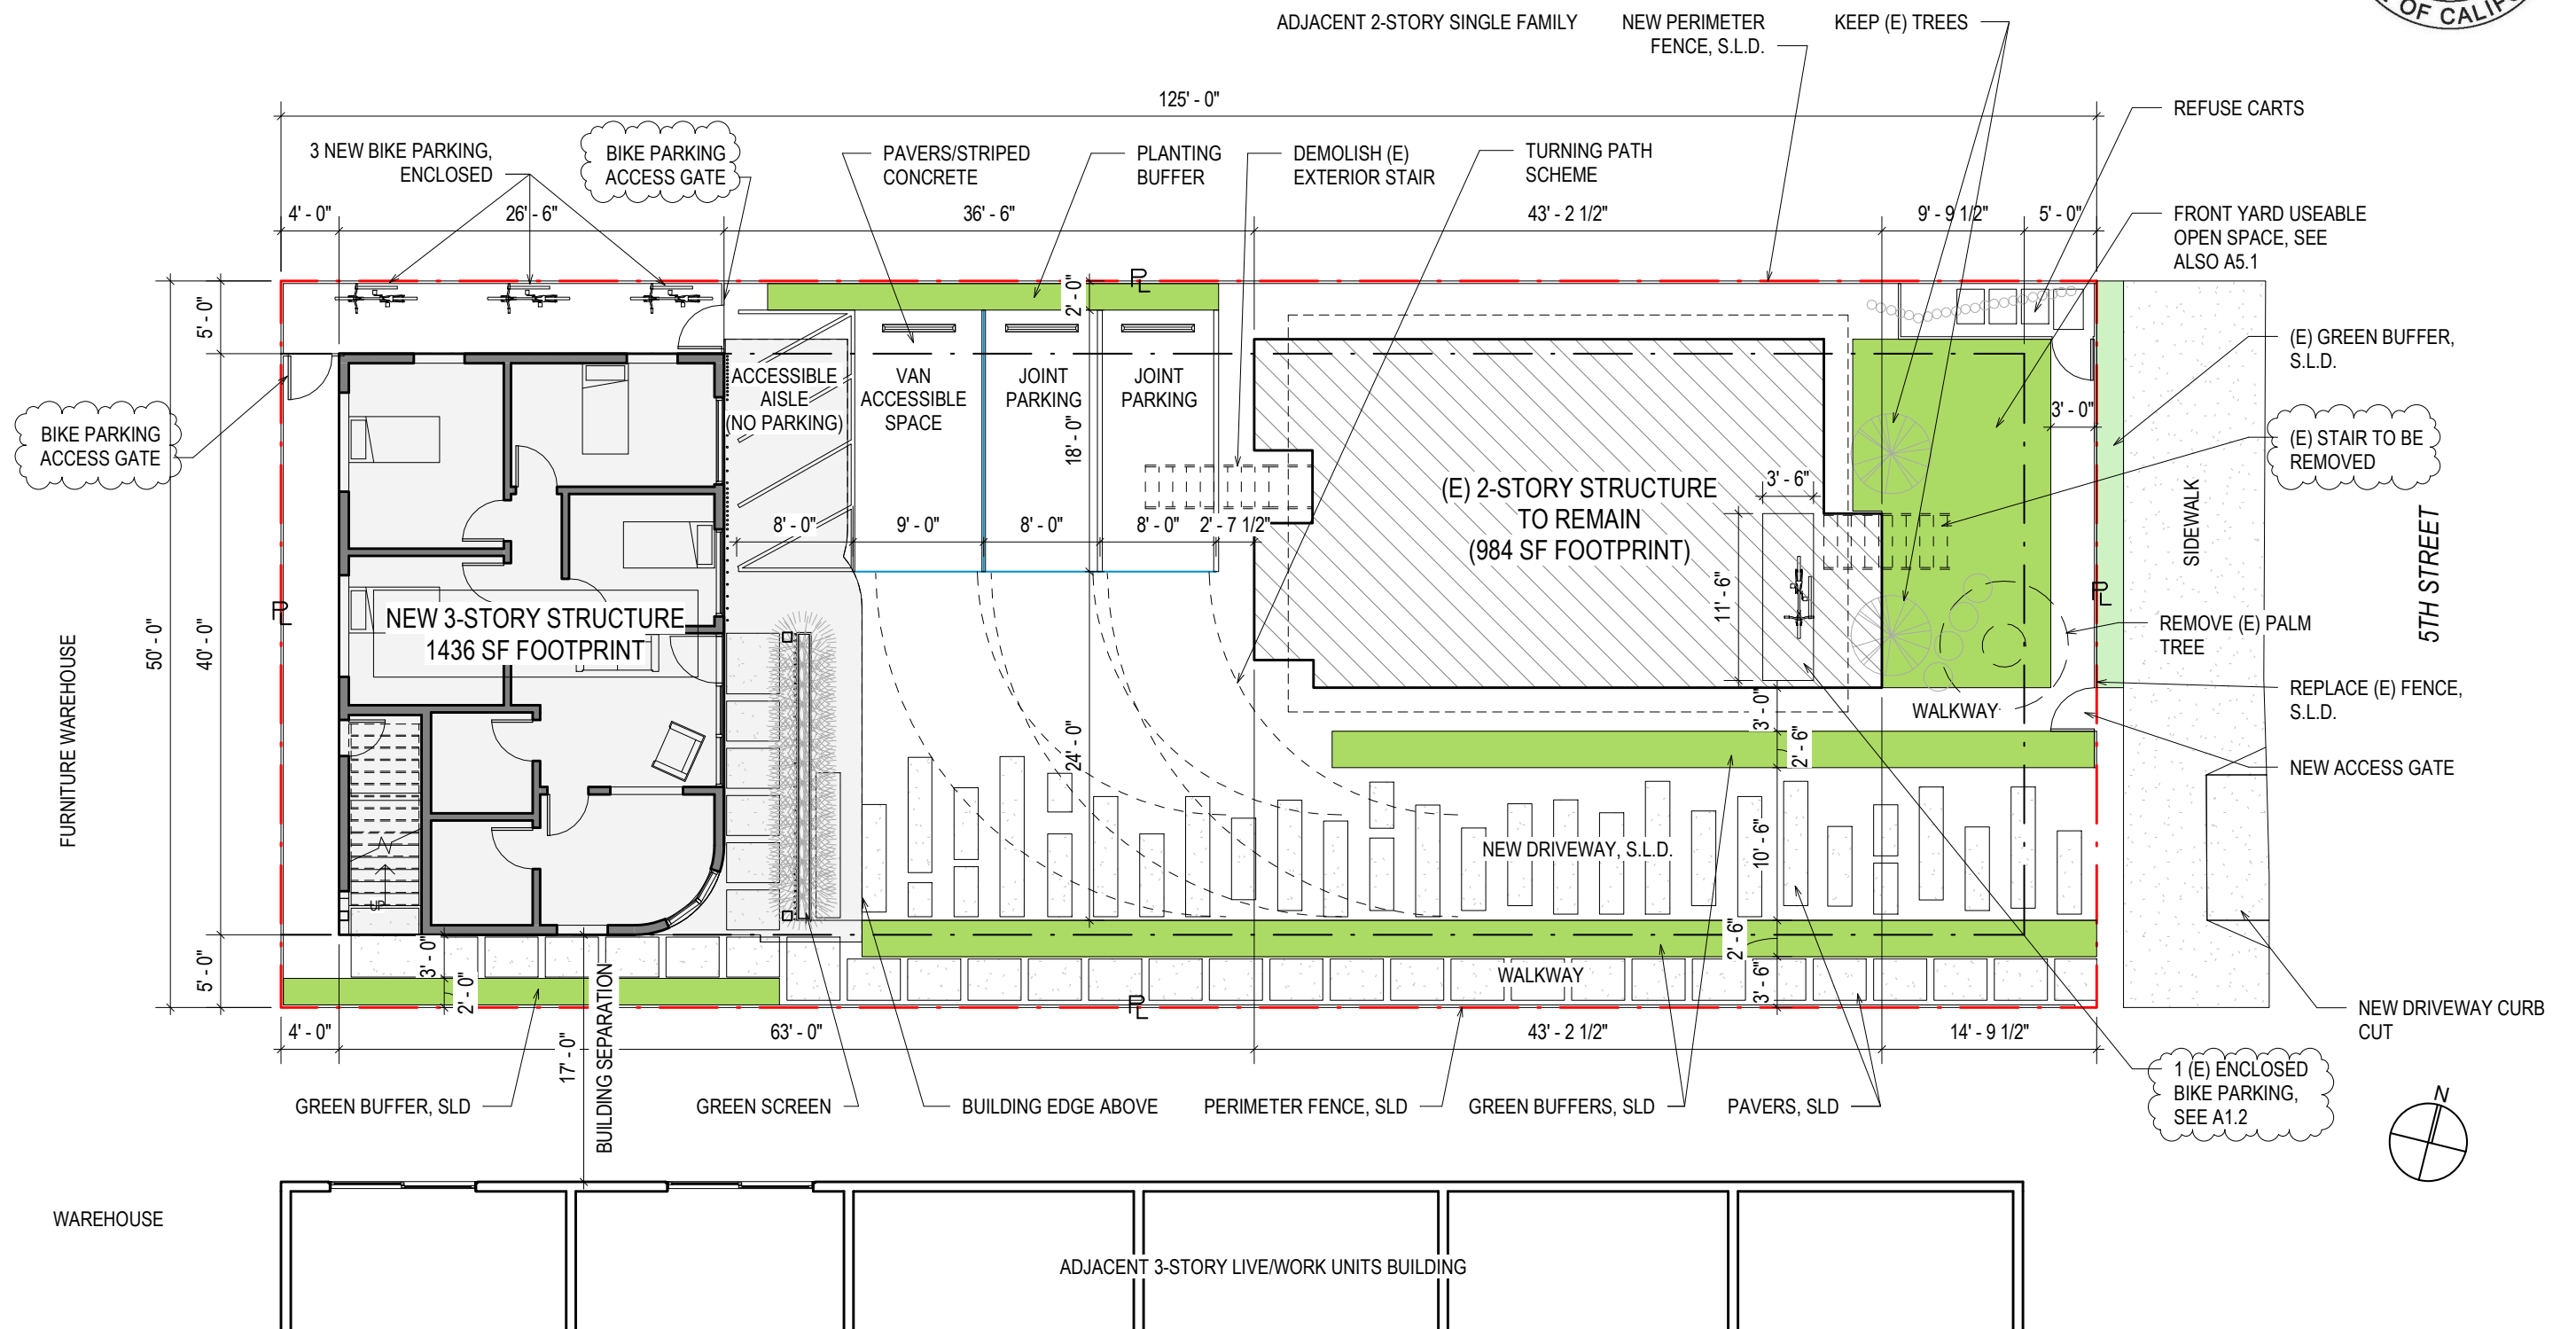 OF CALIF
ADJACENT 2-STORY SINGLE FAMILY
NEW PERIMETER
FENCE, S.L.D.
KEEP (E) TREES
125' - 0"
REFUSE CARTS
3 NEW BIKE PARKING,
ENCLOSED
BIKE PARKING
ACCESS GATE
PAVERS/STRIPED
CONCRETE
PLANTING
BUFFER
DEMOLISH (E)
EXTERIOR STAIR
TURNING PATH
SCHEME
4' - 0"
26' - 6"
36' - 6"
43' - 2 1/2"
9' - 9 1/2"
5' - 0"
FRONT YARD USEABLE
OPEN SPACE, SEE
ALSO A5.1
PL
5' - 0"
2' - 0"
(E) GREEN BUFFER,
S.L.D.
ACCESSIBLE
AISLE
(NO PARKING)
VAN
ACCESSIBLE
SPACE
JOINT
PARKING
JOINT
PARKING
3' - 0"
BIKE PARKING
ACCESS GATE
18' - 0"
(E) STAIR TO BE
REMOVED
(E) 2-STORY STRUCTURE
TO REMAIN
(984 SF FOOTPRINT)
3' - 6"
SIDEWALK
5TH STREET
8' - 0"
9' - 0"
8' - 0"
8' - 0"
2' - 7 1/2"
11' - 6"
PL
PL
NEW 3-STORY STRUCTURE
1436 SF FOOTPRINT
REMOVE (E) PALM
TREE
50' - 0"
40' - 0"
FURNITURE WAREHOUSE
REPLACE (E) FENCE,
S.L.D.
WALKWAY
3' - 0"
24' - 0"
2' - 6"
NEW ACCESS GATE
NEW DRIVEWAY, S.L.D.
10' - 6"
UP
5' - 0"
3' - 0"
2' - 0"
2' - 6"
WALKWAY
3' - 6"
PL
NEW DRIVEWAY CURB
CUT
4' - 0"
63' - 0"
43' - 2 1/2"
14' - 9 1/2"
17' - 0"
BUILDING SEPARATION
1 (E) ENCLOSED
BIKE PARKING,
SEE A1.2
N
GREEN BUFFER, SLD
GREEN SCREEN
BUILDING EDGE ABOVE
PERIMETER FENCE, SLD
GREEN BUFFERS, SLD
PAVERS, SLD
WAREHOUSE
ADJACENT 3-STORY LIVE/WORK UNITS BUILDING